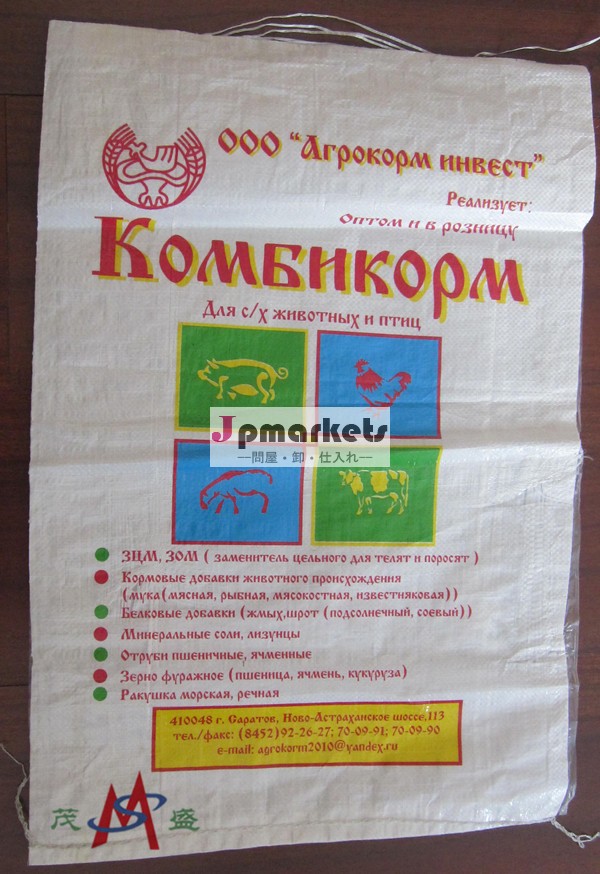 ООО "Агрокорм инвест"
Реализует:
Оптом и в розницу
Комбикорм
Для с/х животных и птиц
Jpmarkets
—問屋・卸・仕入れ—
ЗЦМ, ЗОМ ( заменитель цельного для телят и поросят )
Кормовые добавки животного происхождения
(мука(мясная, рыбная, мясокостная, известняковая))
Белковые добавки (жмых,шрот (подсолнечный, соевый))
Минеральные соли, лизунцы
Отруби пшеничные, ячменные
Зерно фуражное (пшеница, ячмень, кукуруза)
Ракушка морская, речная
410048 г. Саратов, Ново-Астраханское шоссе,113
тел./факс: (8452)92-26-27; 70-09-91; 70-09-90
e-mail: agrokorm2010@yandex.ru
茂 MS 盛